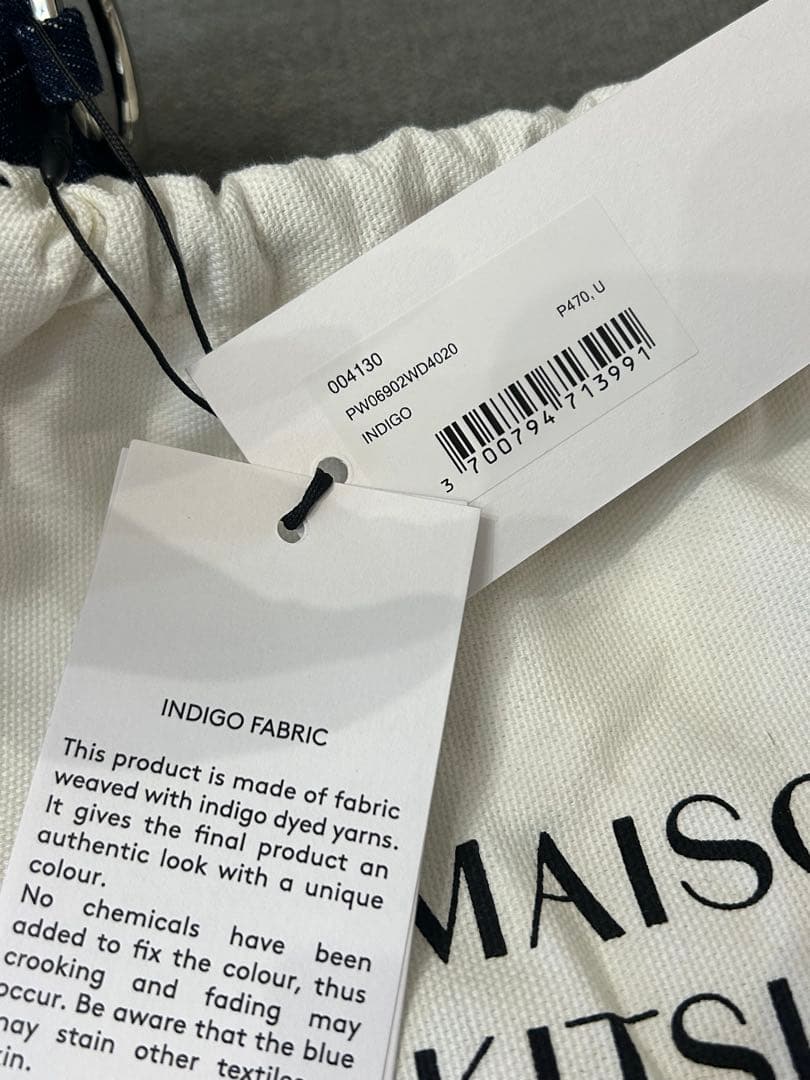 004130
PW06902WD4020
INDIGO
P470, U
3 700794 713991
INDIGO FABRIC
This product is made of fabric
weaved with indigo dyed yarns.
It gives the final product an
authentic look with a unique
colour.
No chemicals have been
added to fix the colour, thus
crooking and fading may
occur. Be aware that the blue
may stain other textiles
MAISO
KITS